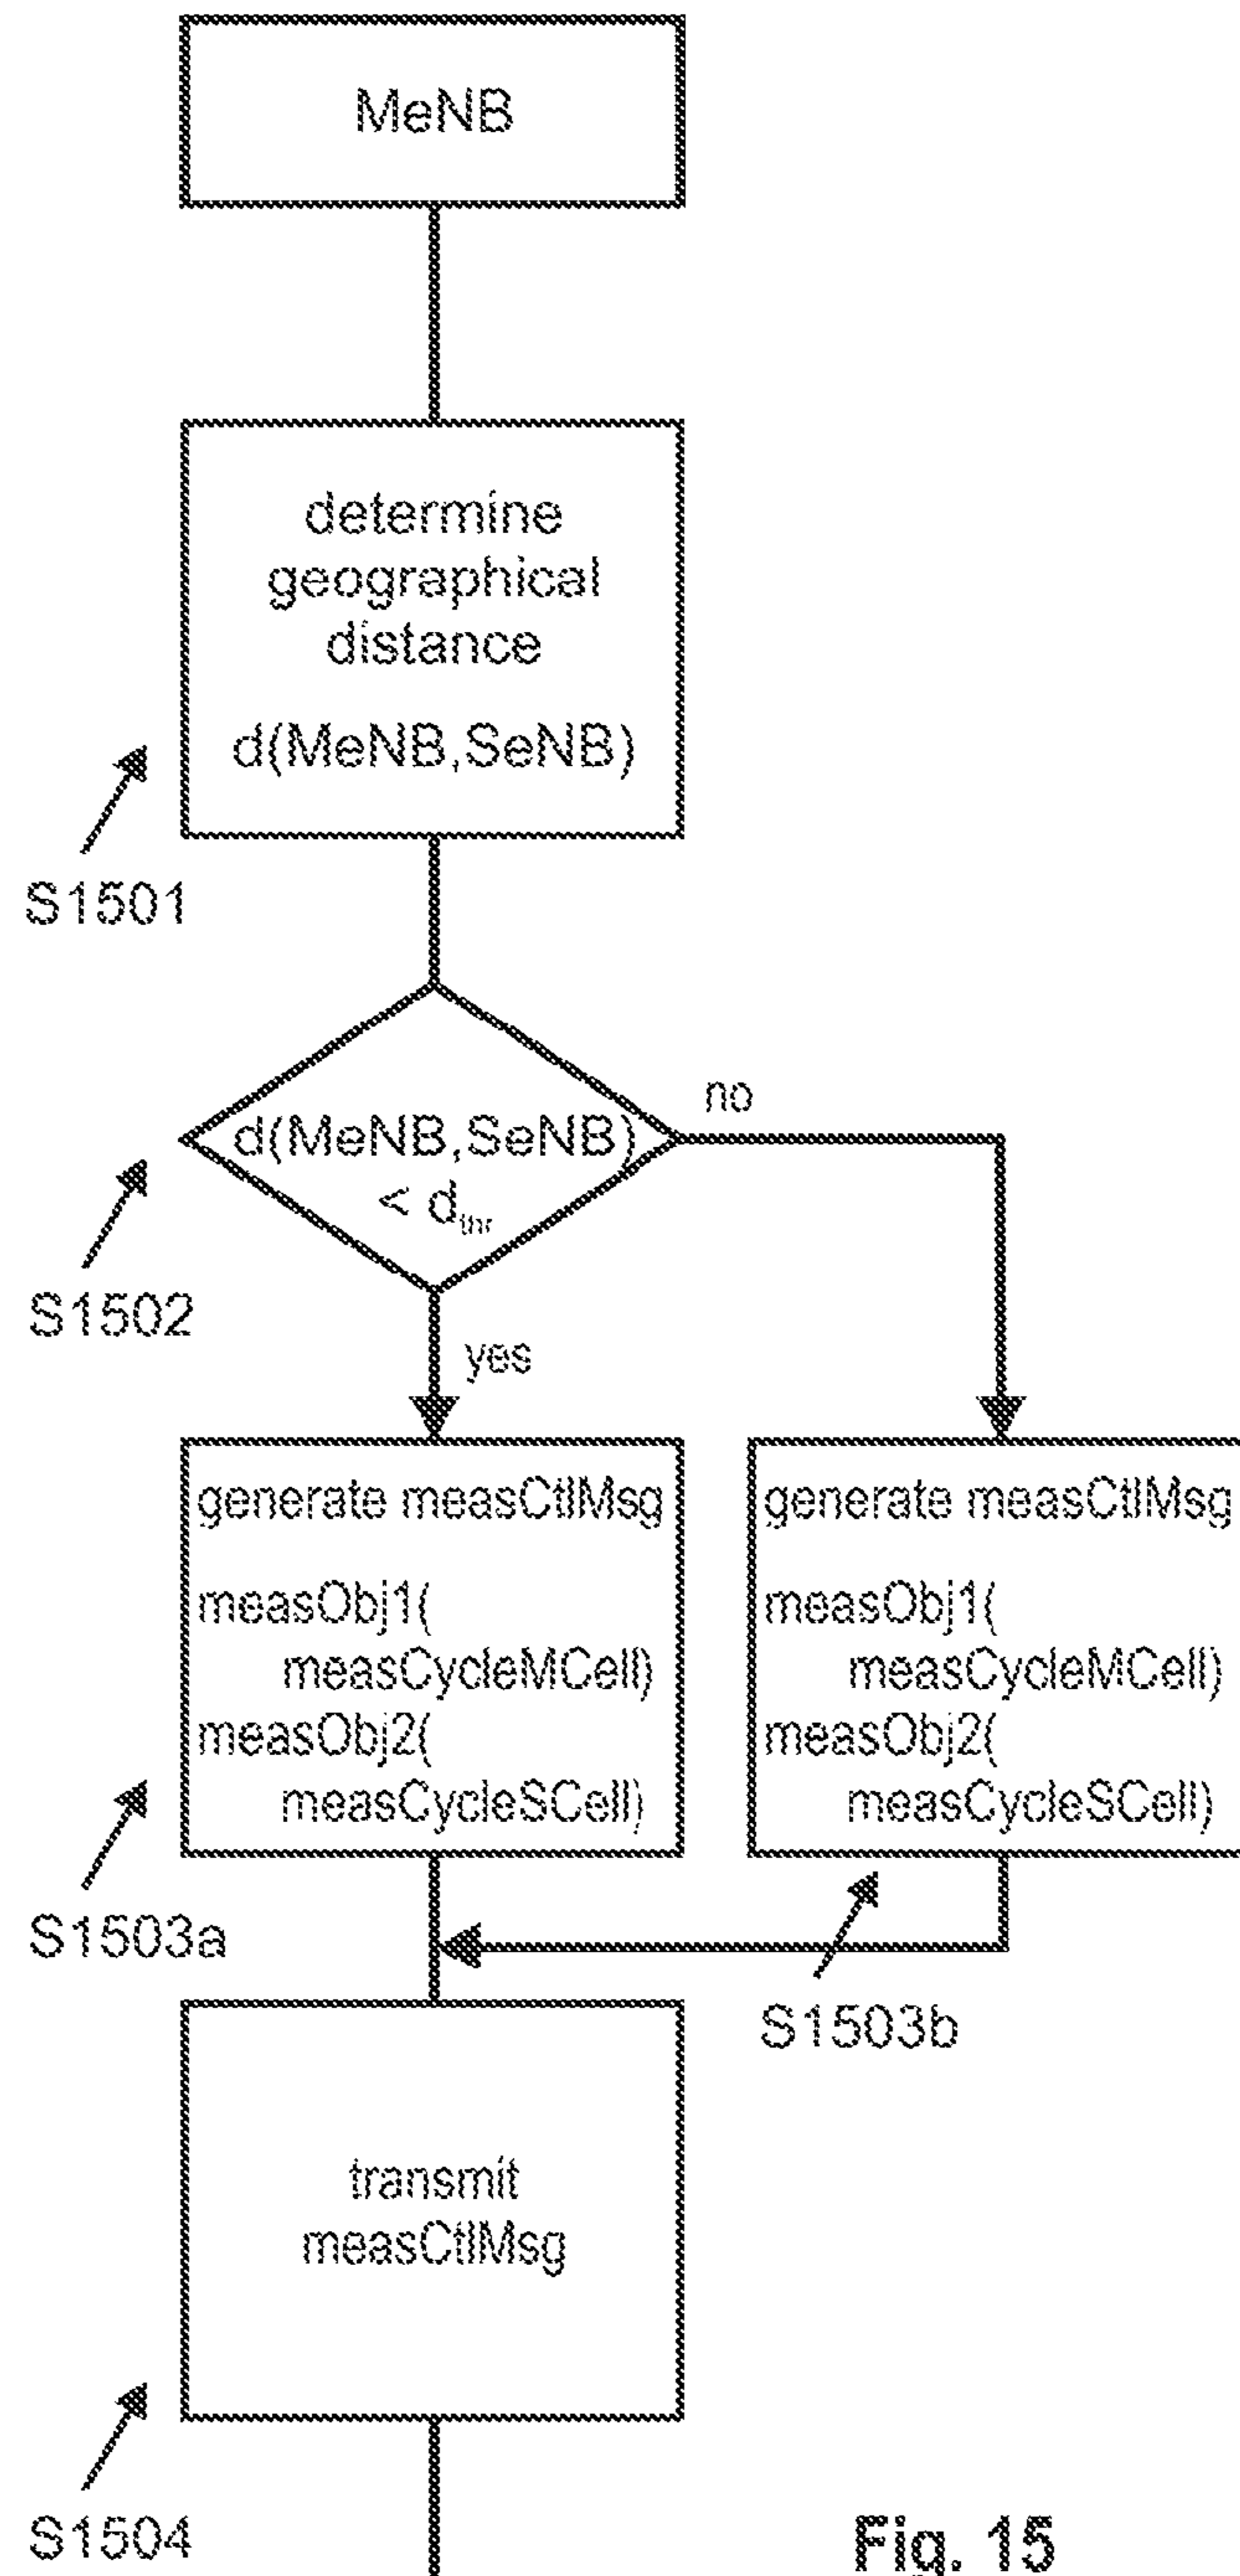 MeNB
determine
geographical
distance
d(MeNB,SeNB)
S1501
d(MeNB,SeNB)
< dthr
no
S1502
yes
generate measCtlMsg
measObj1(
measCycleMCell)
measObj2(
measCycleSCell)
S1503a
generate measCtlMsg
measObj1(
measCycleMCell)
measObj2(
measCycleSCell)
S1503b
transmit
measCtlMsg
S1504
Fig. 15